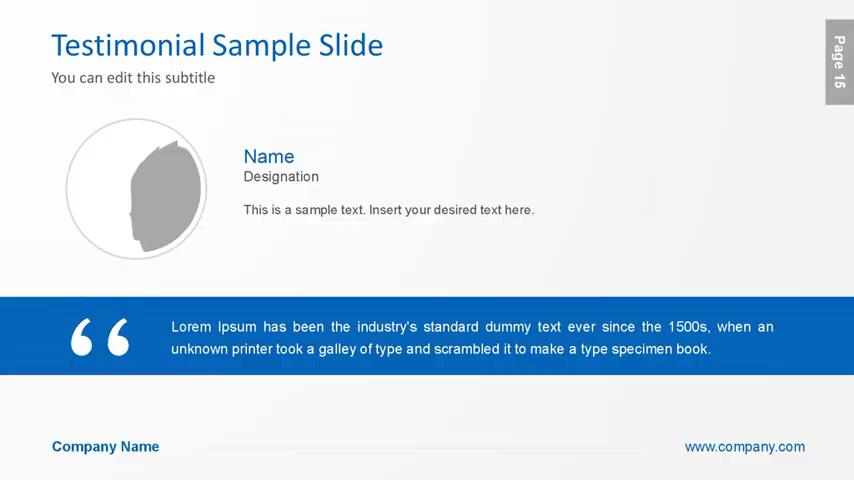 Testimonial Sample Slide
You can edit this subtitle
Page 15
Name
Designation
This is a sample text. Insert your desired text here.
Lorem Ipsum has been the industry's standard dummy text ever since the 1500s, when an
unknown printer took a galley of type and scrambled it to make a type specimen book.
Company Name
www.company.com